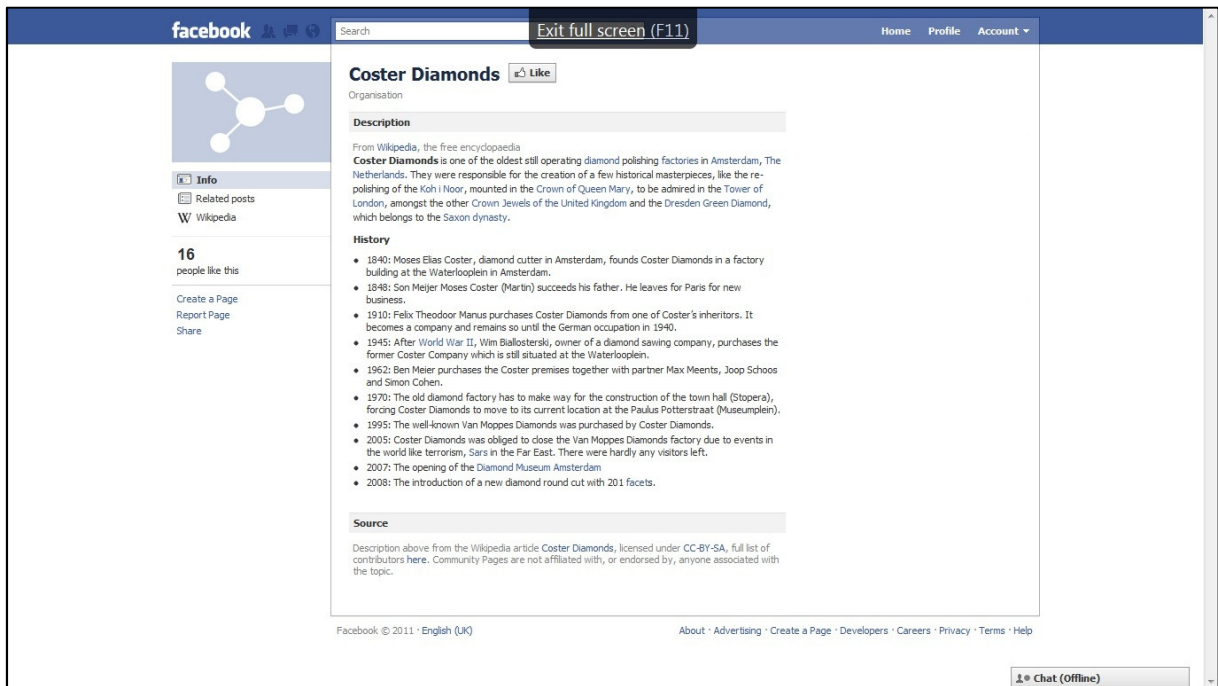 facebook
Search
Exit full screen (F11)
Home Profile Account
Coster Diamonds
Like
Organisation
Description
From Wikipedia, the free encyclopaedia
Coster Diamonds is one of the oldest still operating diamond polishing factories in Amsterdam, The
Netherlands. They were responsible for the creation of a few historical masterpieces, like the re-
polishing of the Koh i Noor, mounted in the Crown of Queen Mary, to be admired in the Tower of
London, amongst the other Crown Jewels of the United Kingdom and the Dresden Green Diamond,
which belongs to the Saxon dynasty.
History
• 1840: Moses Elias Coster, diamond cutter in Amsterdam, founds Coster Diamonds in a factory
building at the Waterlooplein in Amsterdam.
• 1848: Son Meijer Moses Coster (Martin) succeeds his father. He leaves for Paris for new
business.
• 1910: Felix Theodoor Manus purchases Coster Diamonds from one of Coster's inheritors. It
becomes a company and remains so until the German occupation in 1940.
• 1945: After World War II, Wim Biallosterski, owner of a diamond sawing company, purchases the
former Coster Company which is still situated at the Waterlooplein.
• 1962: Ben Meier purchases the Coster premises together with partner Max Meents, Joop Schoos
and Simon Cohen.
• 1970: The old diamond factory has to make way for the construction of the town hall (Stopera),
forcing Coster Diamonds to move to its current location at the Paulus Potterstraat (Museumplein).
• 1995: The well-known Van Moppes Diamonds was purchased by Coster Diamonds.
• 2005: Coster Diamonds was obliged to close the Van Moppes Diamonds factory due to events in
the world like terrorism, Sars in the Far East. There were hardly any visitors left.
• 2007: The opening of the Diamond Museum Amsterdam
• 2008: The introduction of a new diamond round cut with 201 facets.
Source
Description above from the Wikipedia article Coster Diamonds, licensed under CC-BY-SA, full list of
contributors here. Community Pages are not affiliated with, or endorsed by, anyone associated with
the topic.
Info
Related posts
W Wikipedia
16
people like this
Create a Page
Report Page
Share
Facebook © 2011 · English (UK)
About · Advertising · Create a Page · Developers · Careers · Privacy · Terms · Help
Chat (Offline)